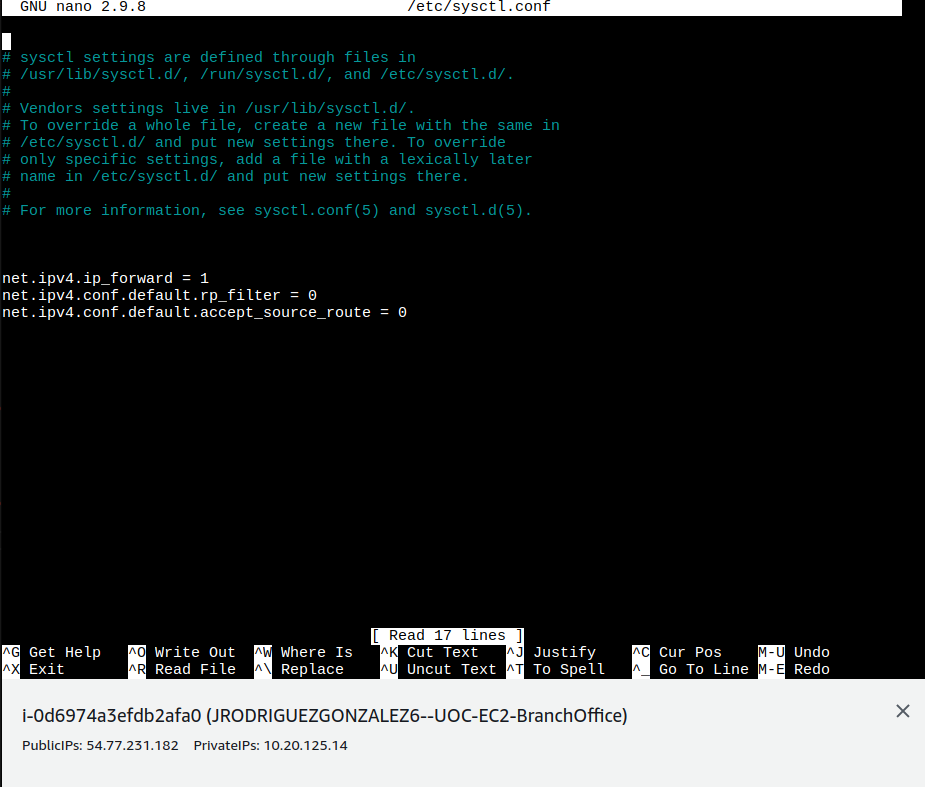 GNU nano 2.9.8 /etc/sysctl.conf
# sysctl settings are defined through files in
# /usr/lib/sysctl.d/, /run/sysctl.d/, and /etc/sysctl.d/.
#
# Vendors settings live in /usr/lib/sysctl.d/.
# To override a whole file, create a new file with the same in
# /etc/sysctl.d/ and put new settings there. To override
# only specific settings, add a file with a lexically later
# name in /etc/sysctl.d/ and put new settings there.
#
# For more information, see sysctl.conf(5) and sysctl.d(5).
net.ipv4.ip_forward = 1
net.ipv4.conf.default.rp_filter = 0
net.ipv4.conf.default.accept_source_route = 0
[ Read 17 lines ]
^G Get Help ^O Write Out ^W Where Is ^K Cut Text ^J Justify ^C Cur Pos M-U Undo
^X Exit ^R Read File ^\ Replace ^U Uncut Text ^T To Spell ^_ Go To Line M-E Redo
i-0d6974a3efdb2afa0 (JRODRIGUEZGONZALEZ6--UOC-EC2-BranchOffice)
PublicIPs: 54.77.231.182 PrivateIPs: 10.20.125.14